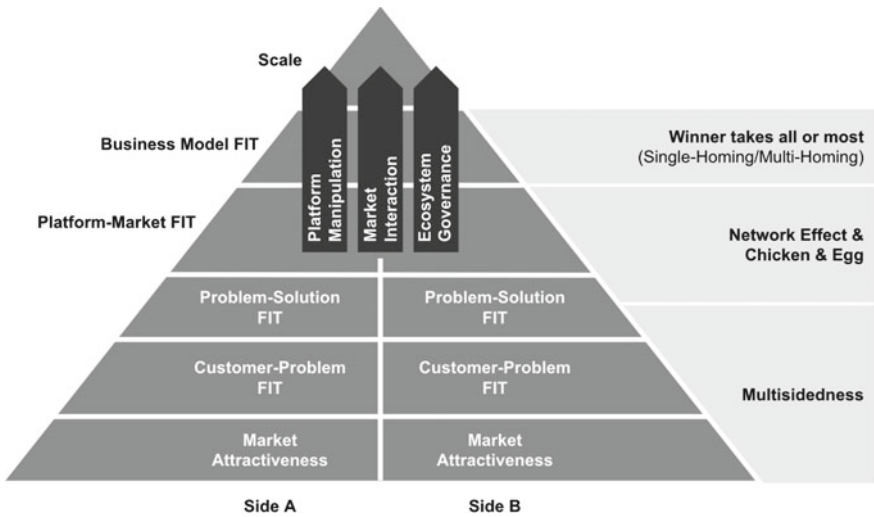 Scale
Business Model FIT
Platform-Market FIT
Platform
Manipulation
Market
Interaction
Ecosystem
Governance
Winner takes all or most
(Single-Homing/Multi-Homing)
Network Effect &
Chicken & Egg
Problem-Solution
FIT
Problem-Solution
FIT
Customer-Problem
FIT
Customer-Problem
FIT
Multisidedness
Market
Attractiveness
Market
Attractiveness
Side A
Side B